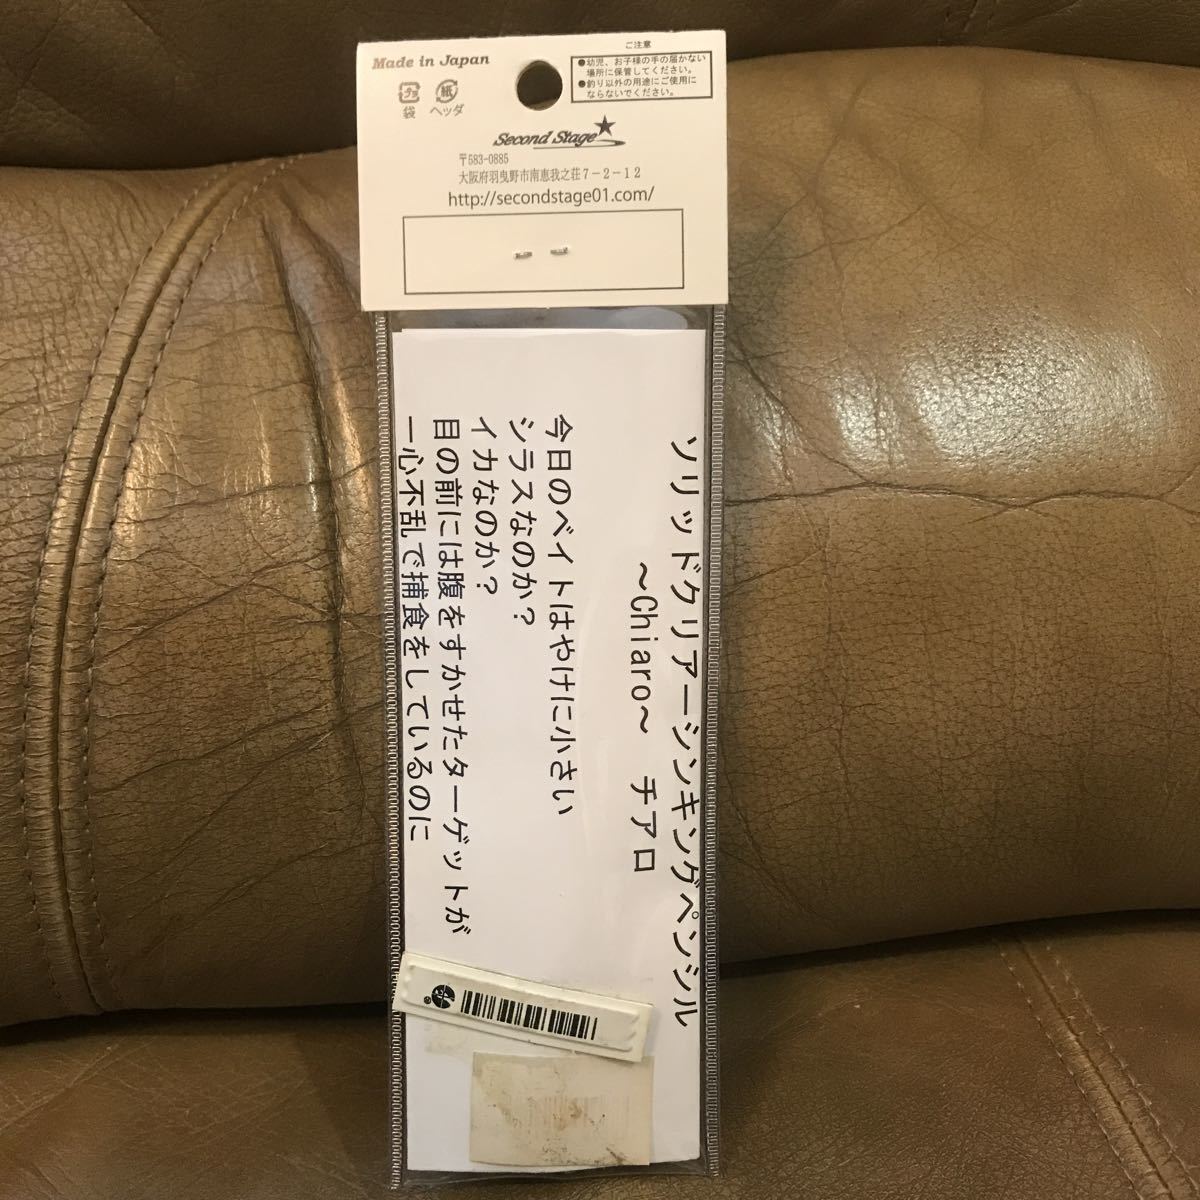 Made in Japan
プラ
袋
紙
ヘッダ
ご注意
●幼児、お子様の手の届かない
場所に保管してください。
●釣り以外の用途にご使用に
ならないでください。
Second Stage
〒583-0885
大阪府羽曳野市南恵我之荘7-2-12
http://secondstage01.com/
ソリッドクリアーシンキングペンシル
～Chiaro～ チアロ
今日のベイトはやけに小さい
シラスなのか？
イカなのか？
目の前には腹をすかせたターゲットが
一心不乱で捕食をしているのに